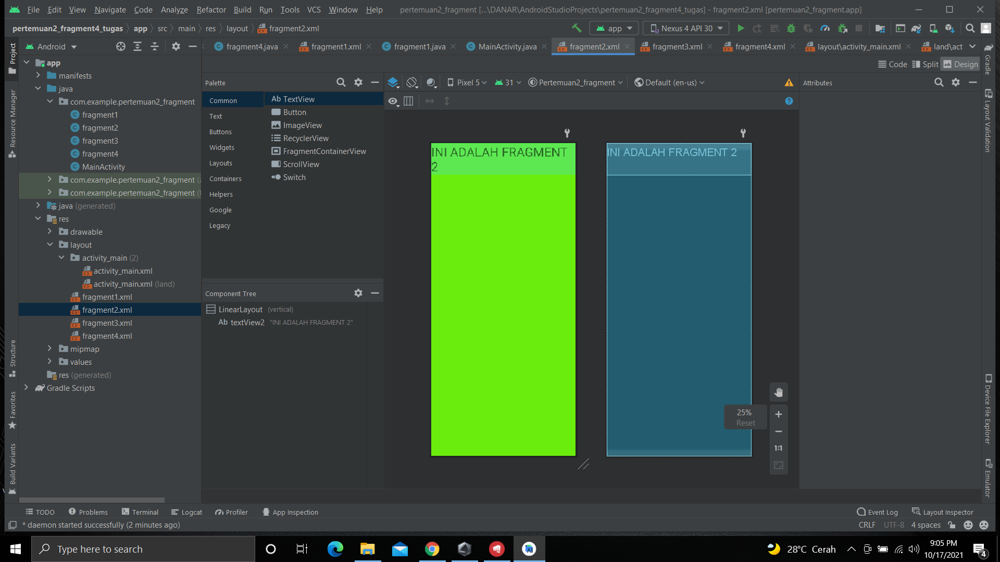 File Edit View Navigate Code Analyze Refactor Build Run Tools VCS Window Help pertemuan2_fragment [...\DANAR\AndroidStudioProjects\pertemuan2_fragment4_tugas] - fragment2.xml [pertemuan2_fragment.app]
pertemuan2_fragment4_tugas app src main res layout fragment2.xml app Nexus 4 API 30
Android fragment4.java fragment1.xml fragment1.java MainActivity.java fragment2.xml fragment3.xml fragment4.xml layout\activity_main.xml land\act
Code Split Design
Project
Resource Manager
Structure
Favorites
Build Variants
app
manifests
java
com.example.pertemuan2_fragment
fragment1
fragment2
fragment3
fragment4
MainActivity
com.example.pertemuan2_fragment
com.example.pertemuan2_fragment
java (generated)
res
drawable
layout
activity_main (2)
activity_main.xml
activity_main.xml (land)
fragment1.xml
fragment2.xml
fragment3.xml
fragment4.xml
mipmap
values
res (generated)
Gradle Scripts
Palette
Common
Text
Buttons
Widgets
Layouts
Containers
Helpers
Google
Legacy
Ab TextView
Button
ImageView
RecyclerView
FragmentContainerView
ScrollView
Switch
Component Tree
LinearLayout (vertical)
Ab textView2 "INI ADALAH FRAGMENT 2"
Pixel 5 31 Pertemuan2_fragment Default (en-us)
INI ADALAH FRAGMENT
2
INI ADALAH FRAGMENT 2
25%
Reset
1:1
Attributes
Gradle
Layout Validation
Device File Explorer
Emulator
TODO Problems Terminal Logcat Profiler App Inspection Event Log Layout Inspector
* daemon started successfully (2 minutes ago) CRLF UTF-8 4 spaces
Type here to search 28°C Cerah 9:05 PM
10/17/2021 4